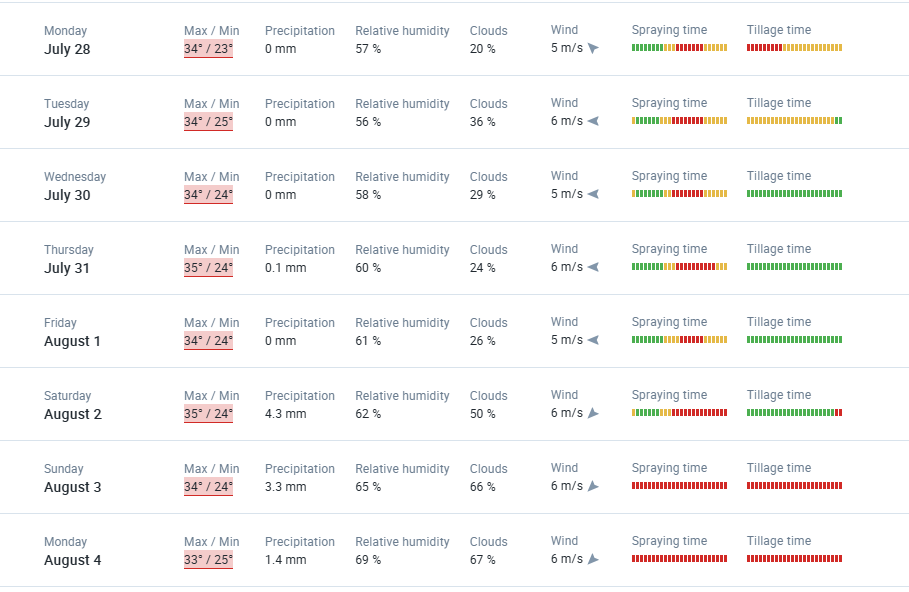 Monday Max / Min Precipitation Relative humidity Clouds Wind Spraying time Tillage time
July 28 34° / 23° 0 mm 57 % 20 % 5 m/s
Tuesday Max / Min Precipitation Relative humidity Clouds Wind Spraying time Tillage time
July 29 34° / 25° 0 mm 56 % 36 % 6 m/s
Wednesday Max / Min Precipitation Relative humidity Clouds Wind Spraying time Tillage time
July 30 34° / 24° 0 mm 58 % 29 % 5 m/s
Thursday Max / Min Precipitation Relative humidity Clouds Wind Spraying time Tillage time
July 31 35° / 24° 0.1 mm 60 % 24 % 6 m/s
Friday Max / Min Precipitation Relative humidity Clouds Wind Spraying time Tillage time
August 1 34° / 24° 0 mm 61 % 26 % 5 m/s
Saturday Max / Min Precipitation Relative humidity Clouds Wind Spraying time Tillage time
August 2 35° / 24° 4.3 mm 62 % 50 % 6 m/s
Sunday Max / Min Precipitation Relative humidity Clouds Wind Spraying time Tillage time
August 3 34° / 24° 3.3 mm 65 % 66 % 6 m/s
Monday Max / Min Precipitation Relative humidity Clouds Wind Spraying time Tillage time
August 4 33° / 25° 1.4 mm 69 % 67 % 6 m/s